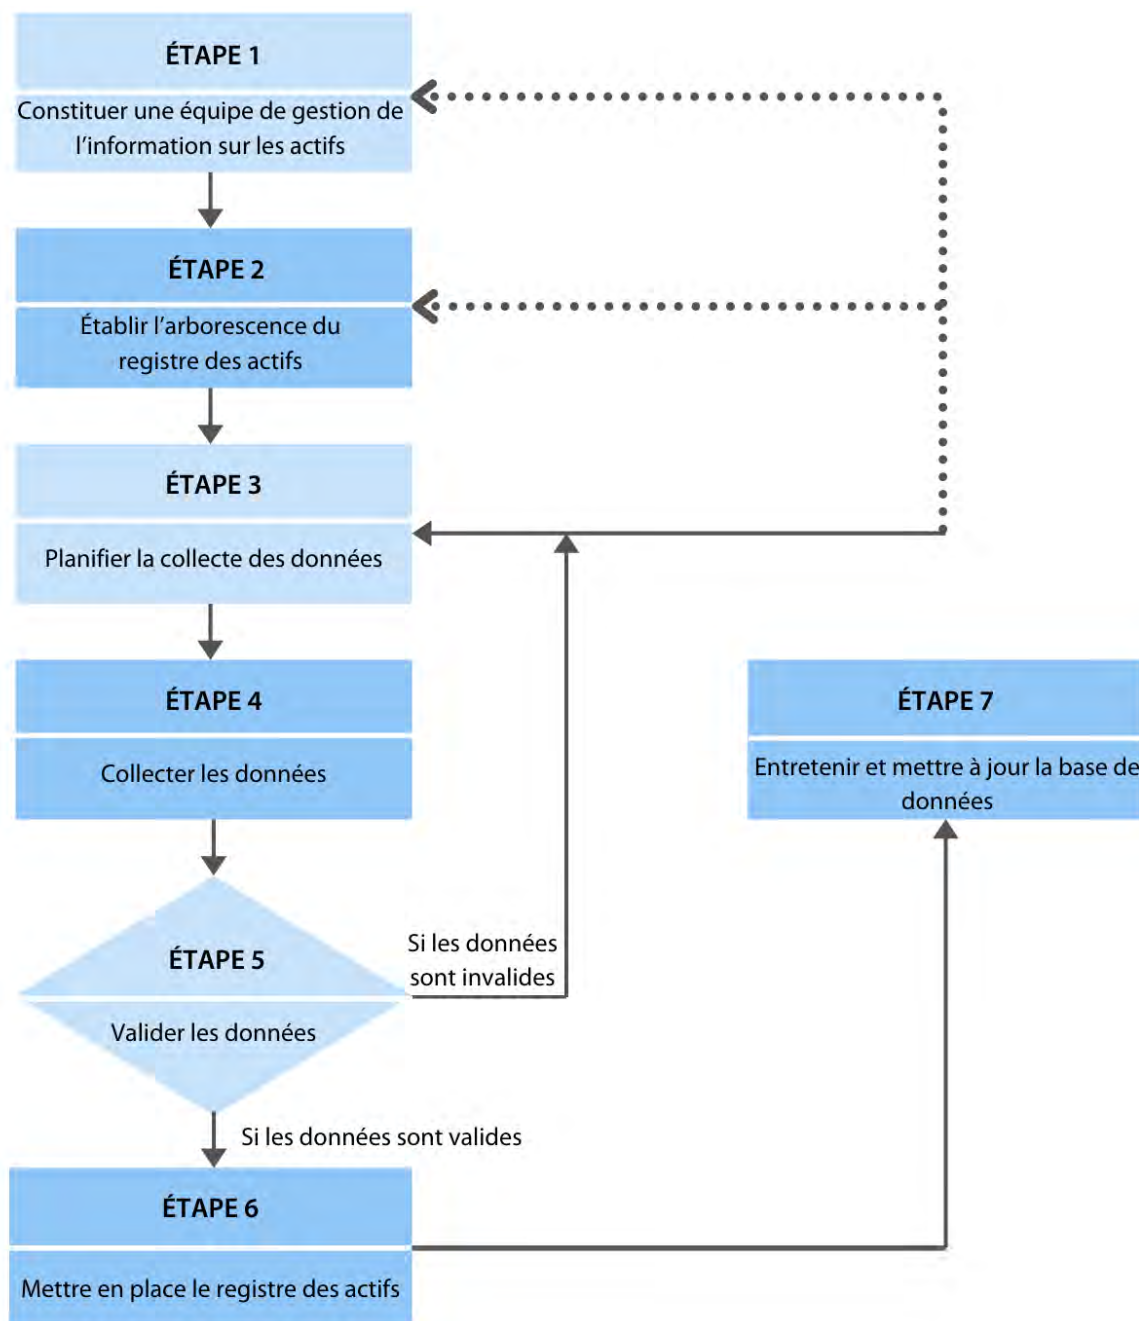 ÉTAPE 1
Constituer une équipe de gestion de
l’information sur les actifs
ÉTAPE 2
Établir l’arborescence du
registre des actifs
ÉTAPE 3
Planifier la collecte des données
ÉTAPE 4
Collecter les données
ÉTAPE 7
Entretenir et mettre à jour la base de
données
Si les données
sont invalides
ÉTAPE 5
Valider les données
Si les données sont valides
ÉTAPE 6
Mettre en place le registre des actifs